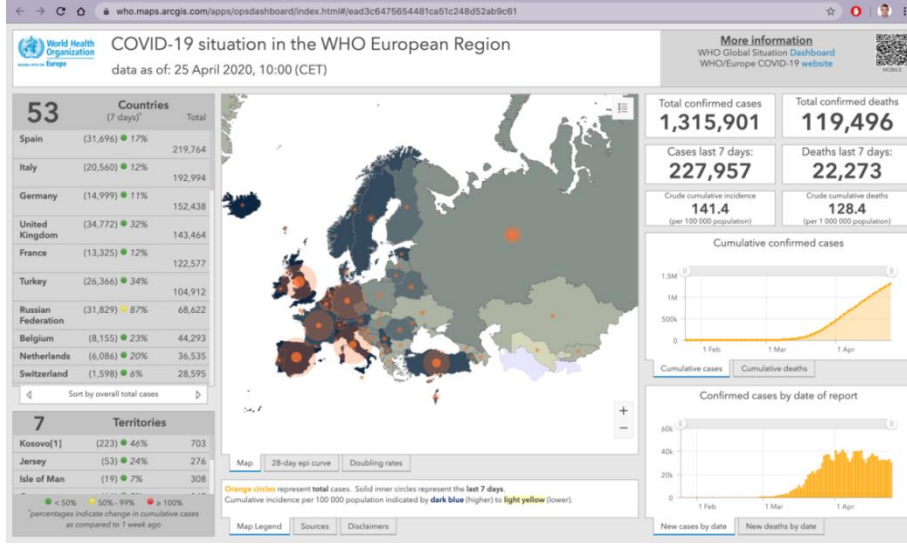 who.maps.arcgis.com/apps/opsdashboard/index.html#/ead3c6475654481ca51c248d52ab9c61
World Health
Organization
Europe
COVID-19 situation in the WHO European Region
data as of: 25 April 2020, 10:00 (CET)
More information
WHO Global Situation Dashboard
WHO/Europe COVID-19 website
MOBILE
53 Countries
(7 days)* Total
Spain (31,696) 17% 219,764
Italy (20,560) 12% 192,994
Germany (14,999) 11% 152,438
United Kingdom (34,772) 32% 143,464
France (13,325) 12% 122,577
Turkey (26,366) 34% 104,912
Russian Federation (31,829) 87% 68,622
Belgium (8,155) 23% 44,293
Netherlands (6,086) 20% 36,535
Switzerland (1,598) 6% 28,595
Sort by overall total cases
7 Territories
Kosovo[1] (223) 46% 703
Jersey (53) 24% 276
Isle of Man (19) 7% 308
< 50% 50% - 99% ≥ 100%
*percentages indicate change in cumulative cases
as compared to 1 week ago
+
−
Map 28-day epi curve Doubling rates
Orange circles represent total cases. Solid inner circles represent the last 7 days.
Cumulative incidence per 100 000 population indicated by dark blue (higher) to light yellow (lower).
Map Legend Sources Disclaimers
Total confirmed cases
1,315,901
Total confirmed deaths
119,496
Cases last 7 days:
227,957
Deaths last 7 days:
22,273
Crude cumulative incidence
141.4
(per 100 000 population)
Crude cumulative deaths
128.4
(per 1 000 000 population)
Cumulative confirmed cases
1.5M
1M
500k
0
1 Feb 1 Mar 1 Apr
Cumulative cases Cumulative deaths
Confirmed cases by date of report
60k
40k
20k
0
1 Feb 1 Mar 1 Apr
New cases by date New deaths by date